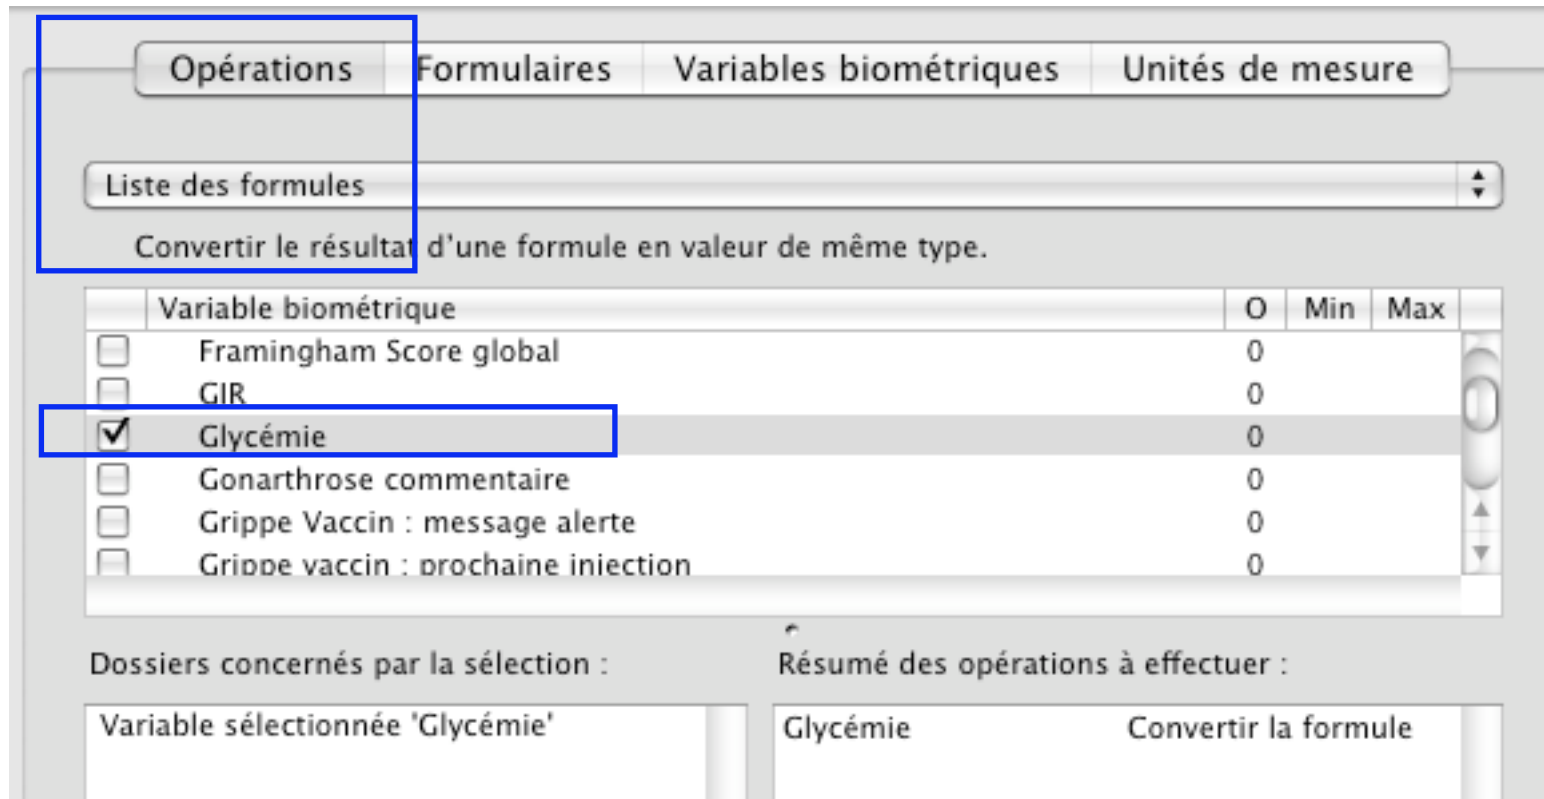 Opérations Formulaires Variables biométriques Unités de mesure
Liste des formules
Convertir le résultat d'une formule en valeur de même type.
Variable biométrique O Min Max
Framingham Score global 0
GIR 0
Glycémie 0
Gonarthrose commentaire 0
Grippe Vaccin : message alerte 0
Grippe vaccin : prochaine injection 0
Dossiers concernés par la sélection : Résumé des opérations à effectuer :
Variable sélectionnée 'Glycémie' Glycémie Convertir la formule